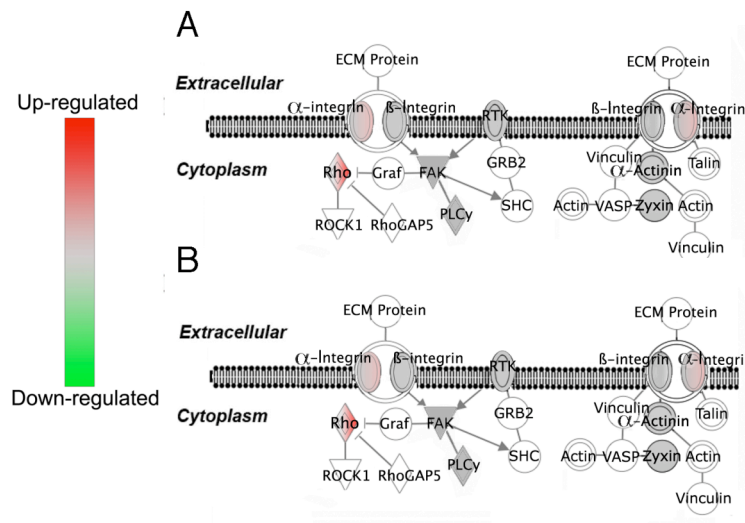 A
ECM Protein
ECM Protein
Extracellular
Up-regulated
α-integrin
ß-Integrin
RTK
ß-Integrin
α-Integrin
Cytoplasm
Rho
Graf
FAK
GRB2
Vinculin
α-Actinin
Talin
PLCy
SHC
Actin
VASP
Zyxin
Actin
ROCK1
RhoGAP5
Vinculin
B
ECM Protein
ECM Protein
Extracellular
α-Integrin
ß-integrin
RTK
ß-integrin
α-Integri
Down-regulated
Cytoplasm
Rho
Graf
FAK
GRB2
Vinculin
α-Actinin
Talin
PLCy
SHC
Actin
VASP
Zyxin
Actin
ROCK1
RhoGAP5
Vinculin